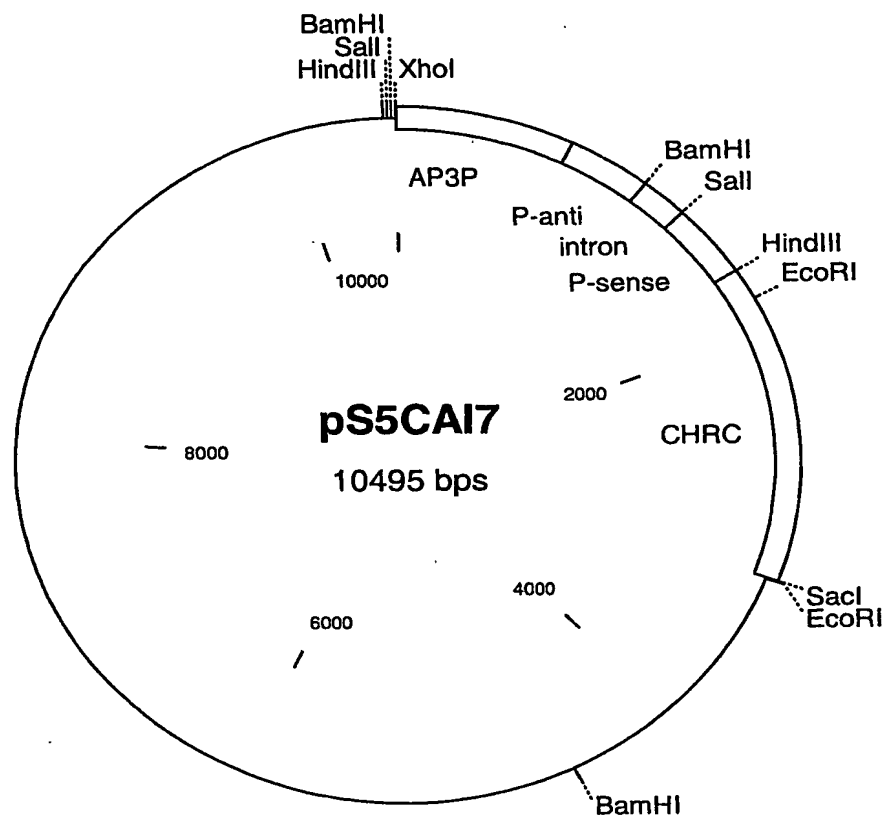 BamHI
SalI
HindIII
XhoI
BamHI
SalI
HindIII
EcoRI
AP3P
P-anti
intron
P-sense
10000
2000
pS5CAI7
CHRC
8000
10495 bps
4000
6000
SacI
EcoRI
BamHI